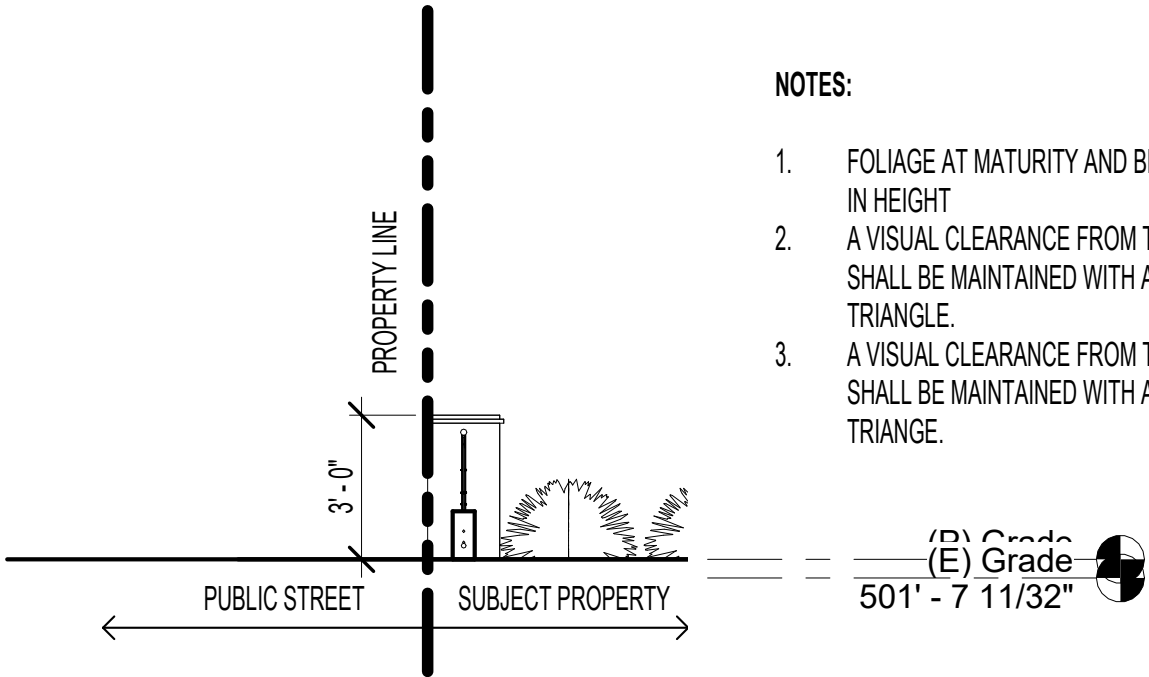 NOTES:
1. FOLIAGE AT MATURITY AND
IN HEIGHT
2. A VISUAL CLEARANCE FROM
SHALL BE MAINTAINED WITH A
TRIANGLE.
3. A VISUAL CLEARANCE FROM
SHALL BE MAINTAINED WITH A
TRIANGE.
PROPERTY LINE
3' - 0"
PUBLIC STREET
SUBJECT PROPERTY
Grade
(E) Grade
501' - 7 11/32"